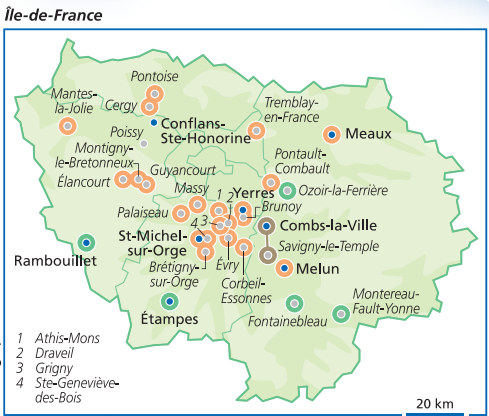 Île-de-France
Pontoise
Mantes-
la-Jolie
Cergy
Tremblay-
en-France
Conflans-
Ste-Honorine
Poissy
Meaux
Montigny-
le-Bretonneux
Pontault-
Combault
Guyancourt
Élancourt
Massy
1
Yerres
Ozoir-la-Ferrière
Palaiseau
2
Brunoy
4
3
Combs-la-Ville
St-Michel-
sur-Orge
Savigny-le-Temple
Rambouillet
Évry
Melun
Brétigny-
sur-Orge
Corbeil-
Essonnes
Étampes
Montereau-
Fault-Yonne
Fontainebleau
1 Athis-Mons
2 Draveil
3 Grigny
4 Ste-Geneviève-
des-Bois
20 km